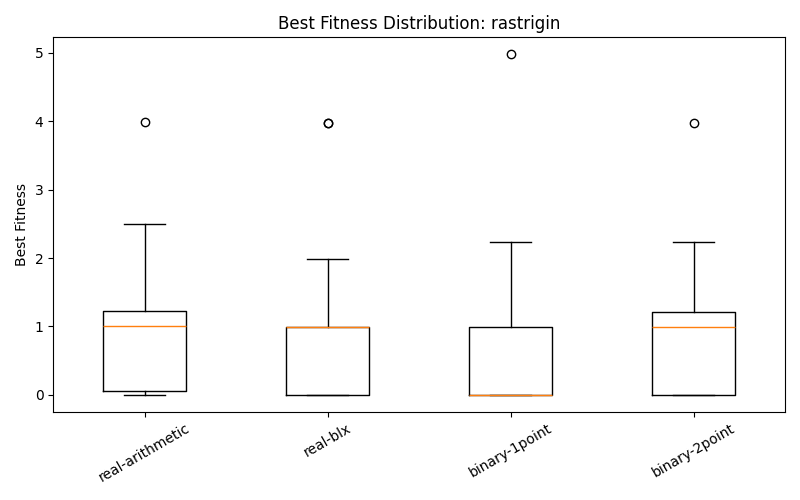 Best Fitness Distribution: rastrigin
Best Fitness
5
4
3
2
1
0
real-arithmetic
real-blx
binary-1point
binary-2point